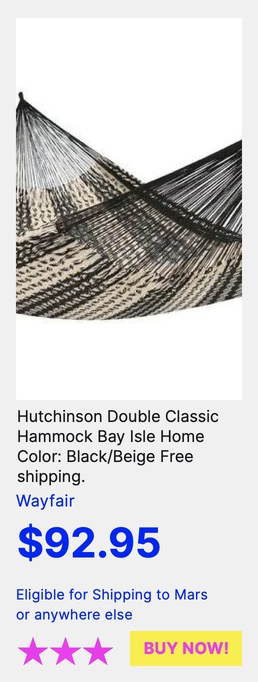 Hutchinson Double Classic
Hammock Bay Isle Home
Color: Black/Beige Free
shipping.
Wayfair
$92.95
Eligible for Shipping to Mars
or anywhere else
BUY NOW!